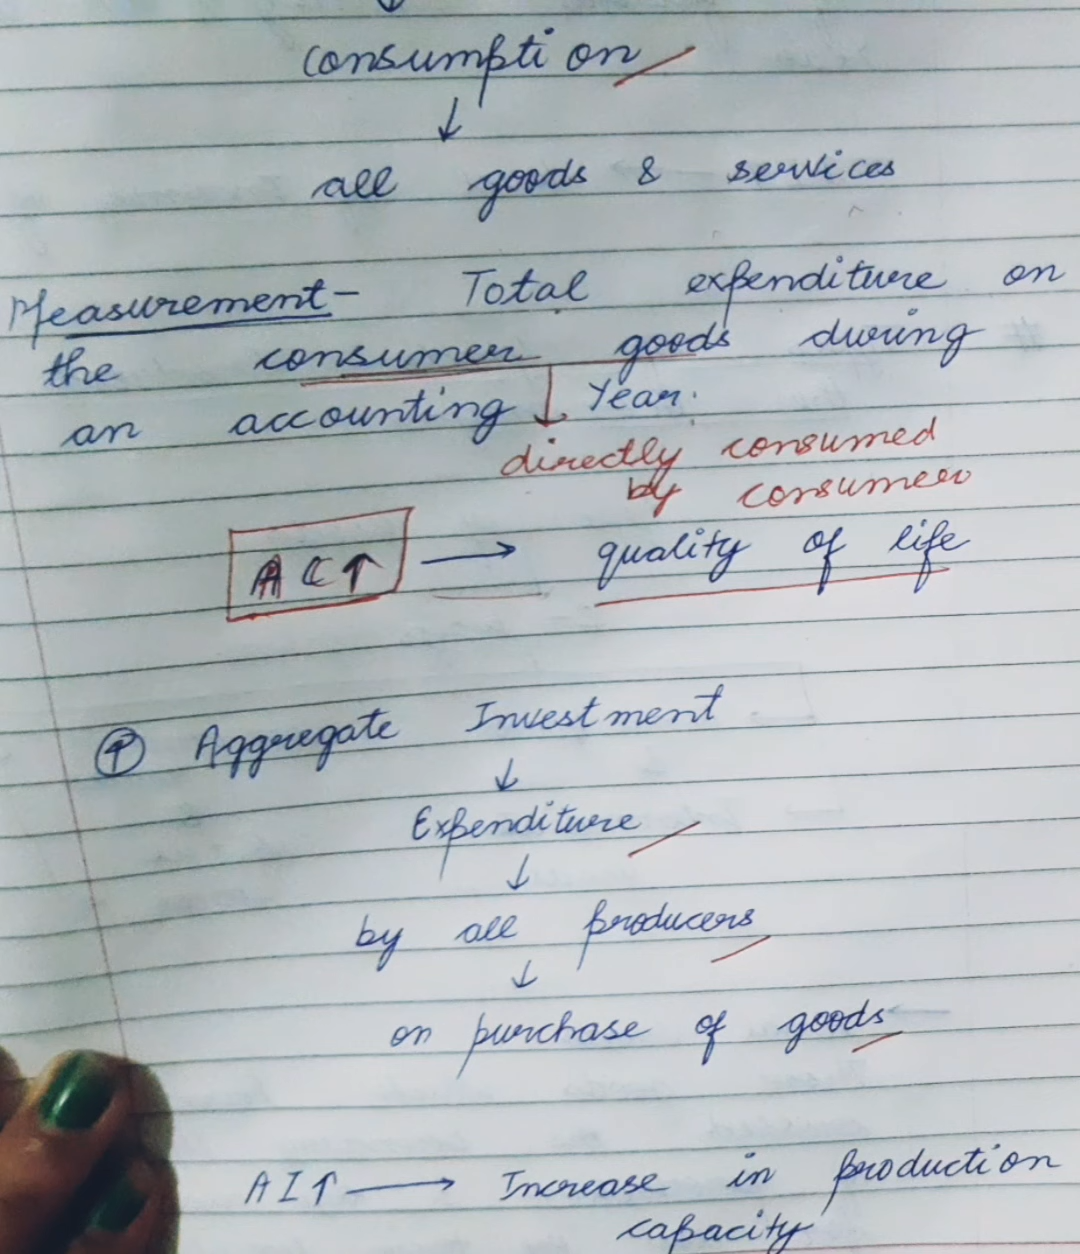 Consumption
↓
all goods & services
Measurement- Total expenditure on
the consumer goods during
an accounting ↓ Year.
directly consumed
by consumer
AC↑ → quality of life
Aggregate Investment
↓
Expenditure
↓
by all producers
↓
on purchase of goods
AI↑ → Increase in production
capacity